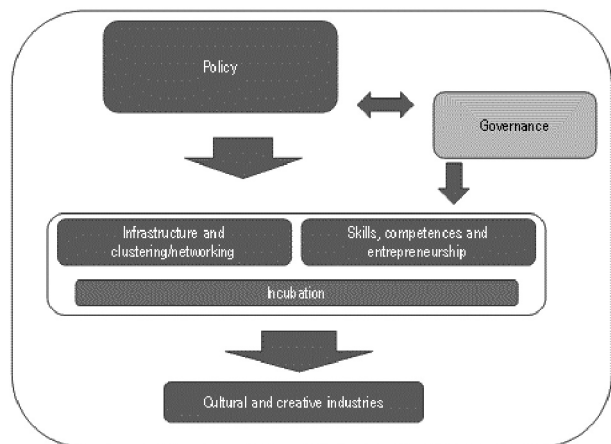 Policy
Governance
Infrastructure and
clustering/networking
Skills, competences and
entrepreneurship
Incubation
Cultural and creative industries